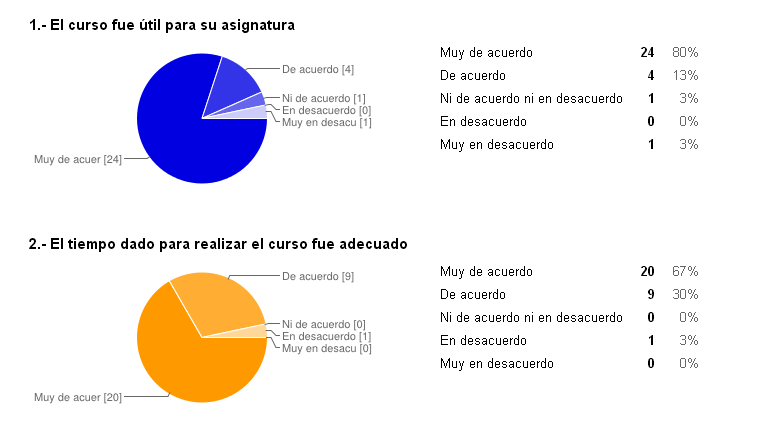 1.- El curso fue útil para su asignatura
De acuerdo [4]
Ni de acuerdo [1]
En desacuerdo [0]
Muy en desacu [1]
Muy de acuer [24]
Muy de acuerdo 24 80%
De acuerdo 4 13%
Ni de acuerdo ni en desacuerdo 1 3%
En desacuerdo 0 0%
Muy en desacuerdo 1 3%
2.- El tiempo dado para realizar el curso fue adecuado
De acuerdo [9]
Ni de acuerdo [0]
En desacuerdo [1]
Muy en desacu [0]
Muy de acuer [20]
Muy de acuerdo 20 67%
De acuerdo 9 30%
Ni de acuerdo ni en desacuerdo 0 0%
En desacuerdo 1 3%
Muy en desacuerdo 0 0%